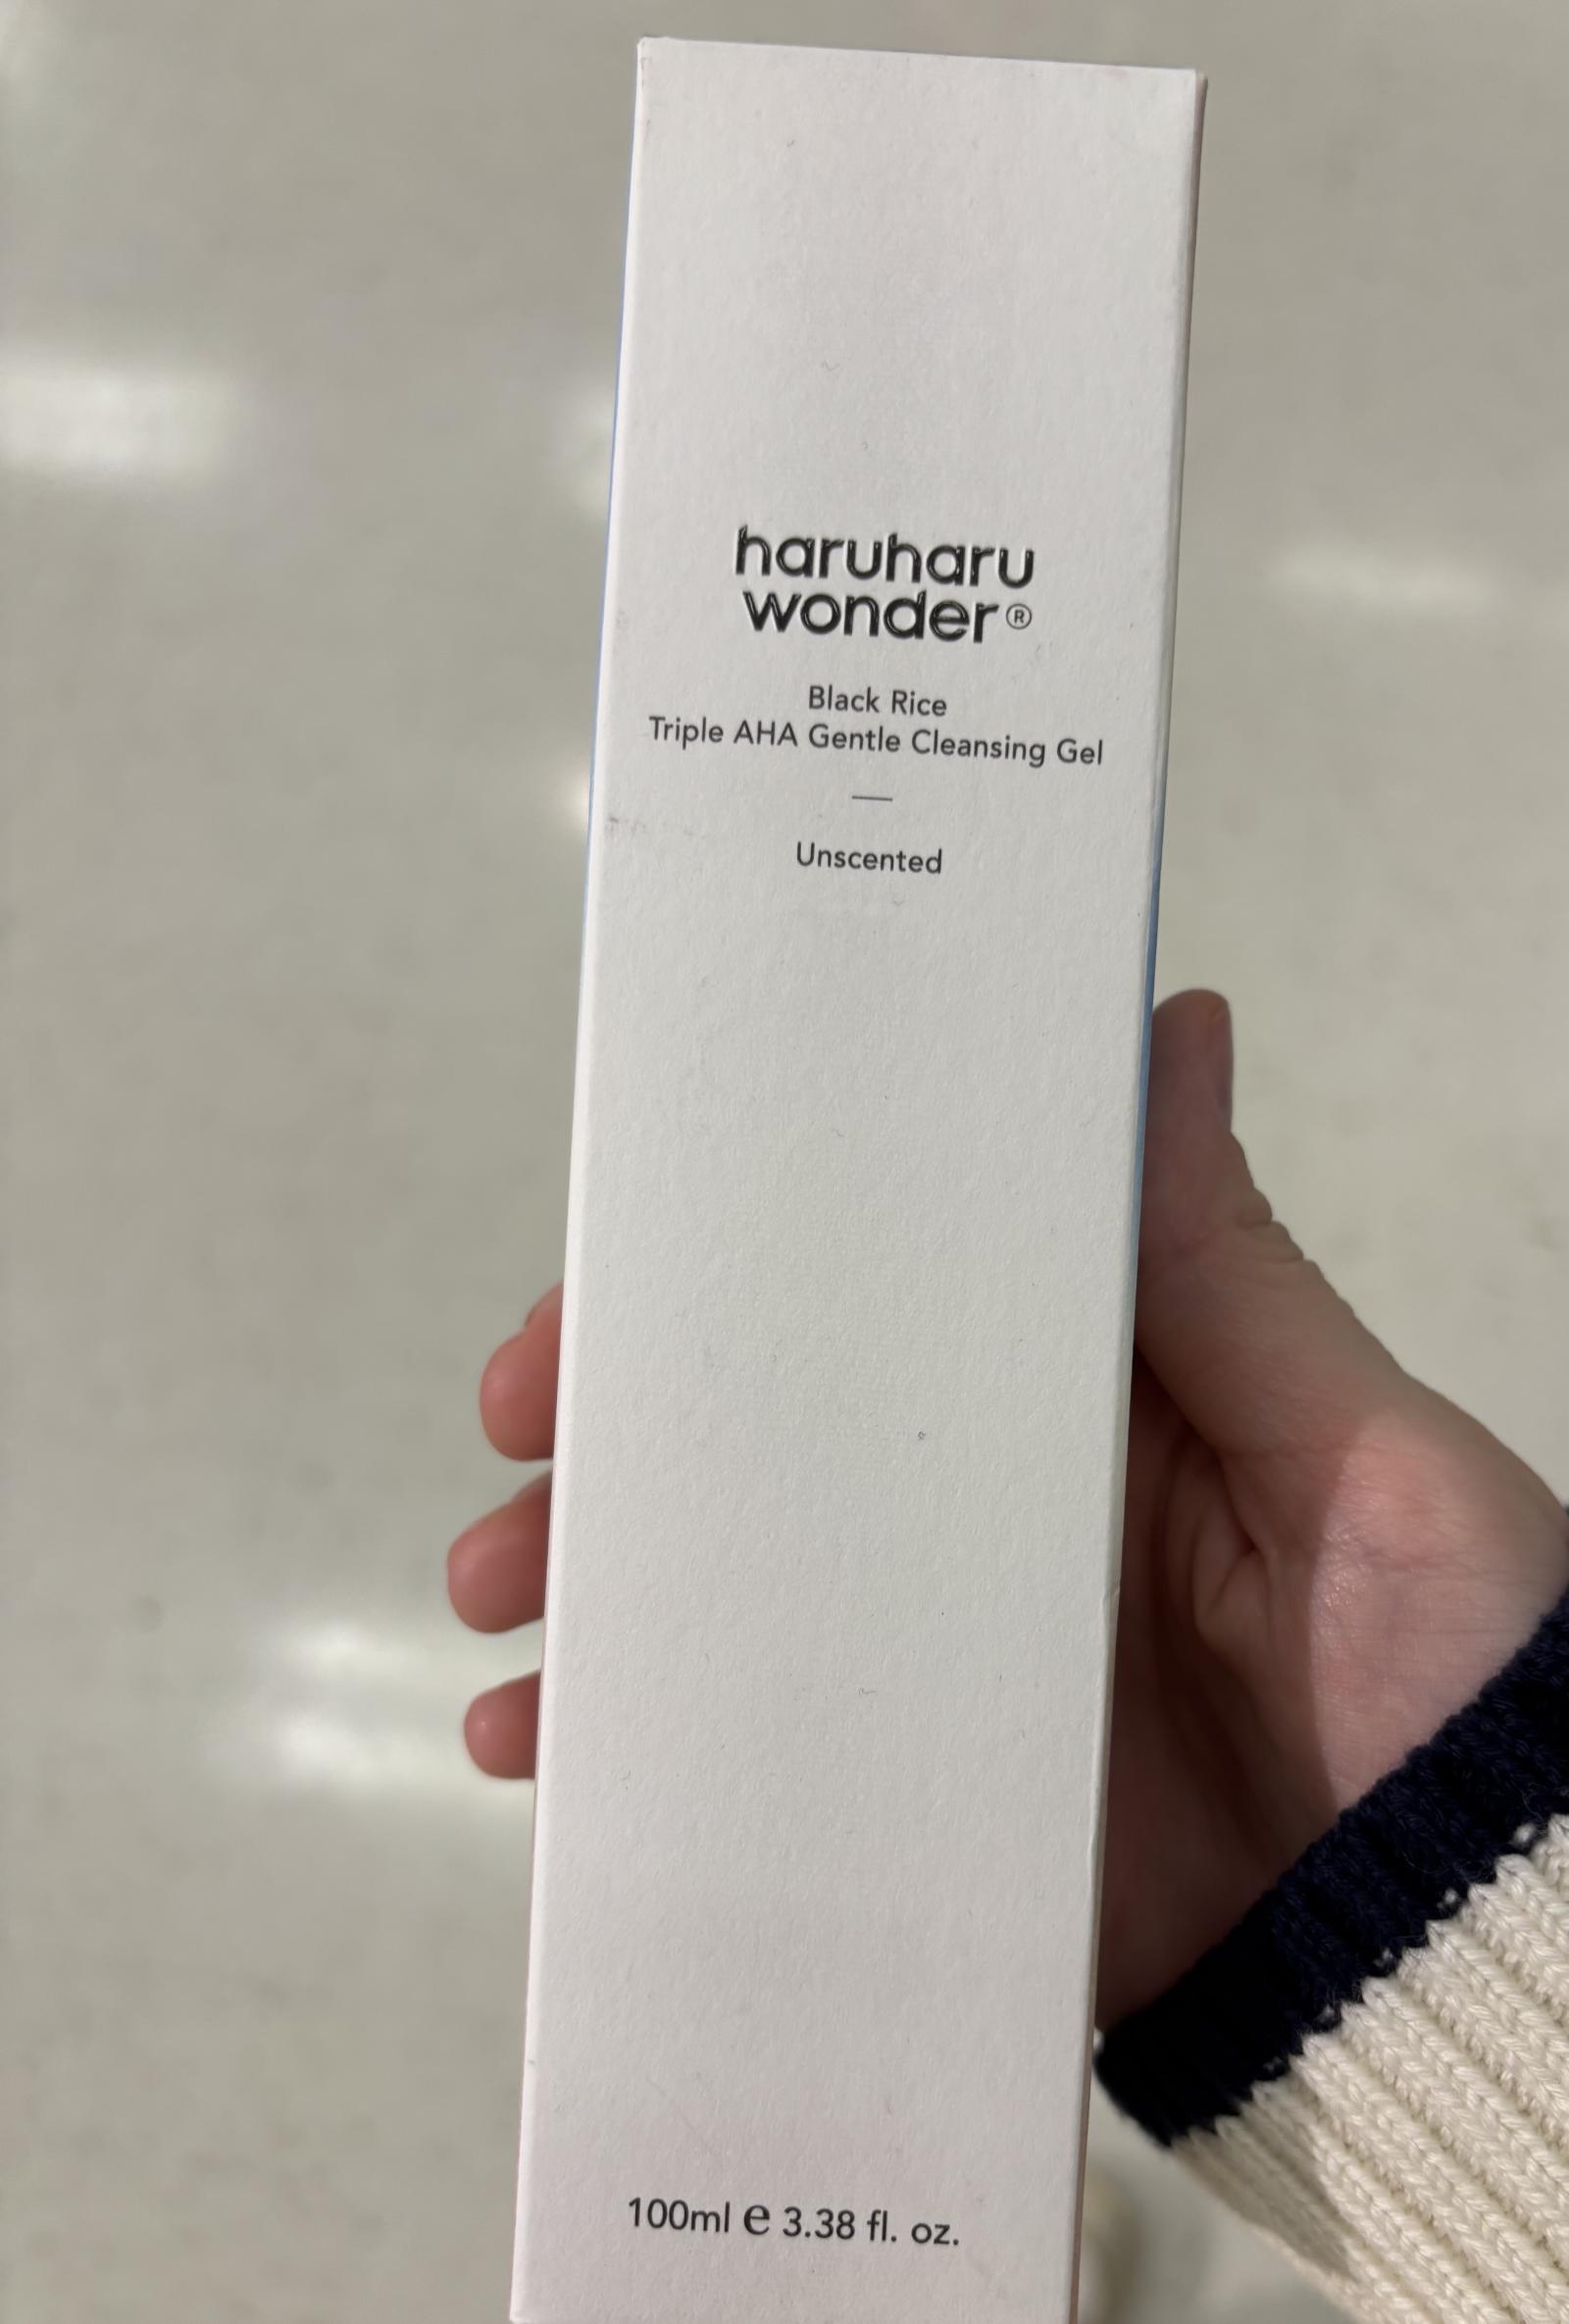 haruharu
wonder®
Black Rice
Triple AHA Gentle Cleansing Gel
Unscented
100ml ℮ 3.38 fl. oz.